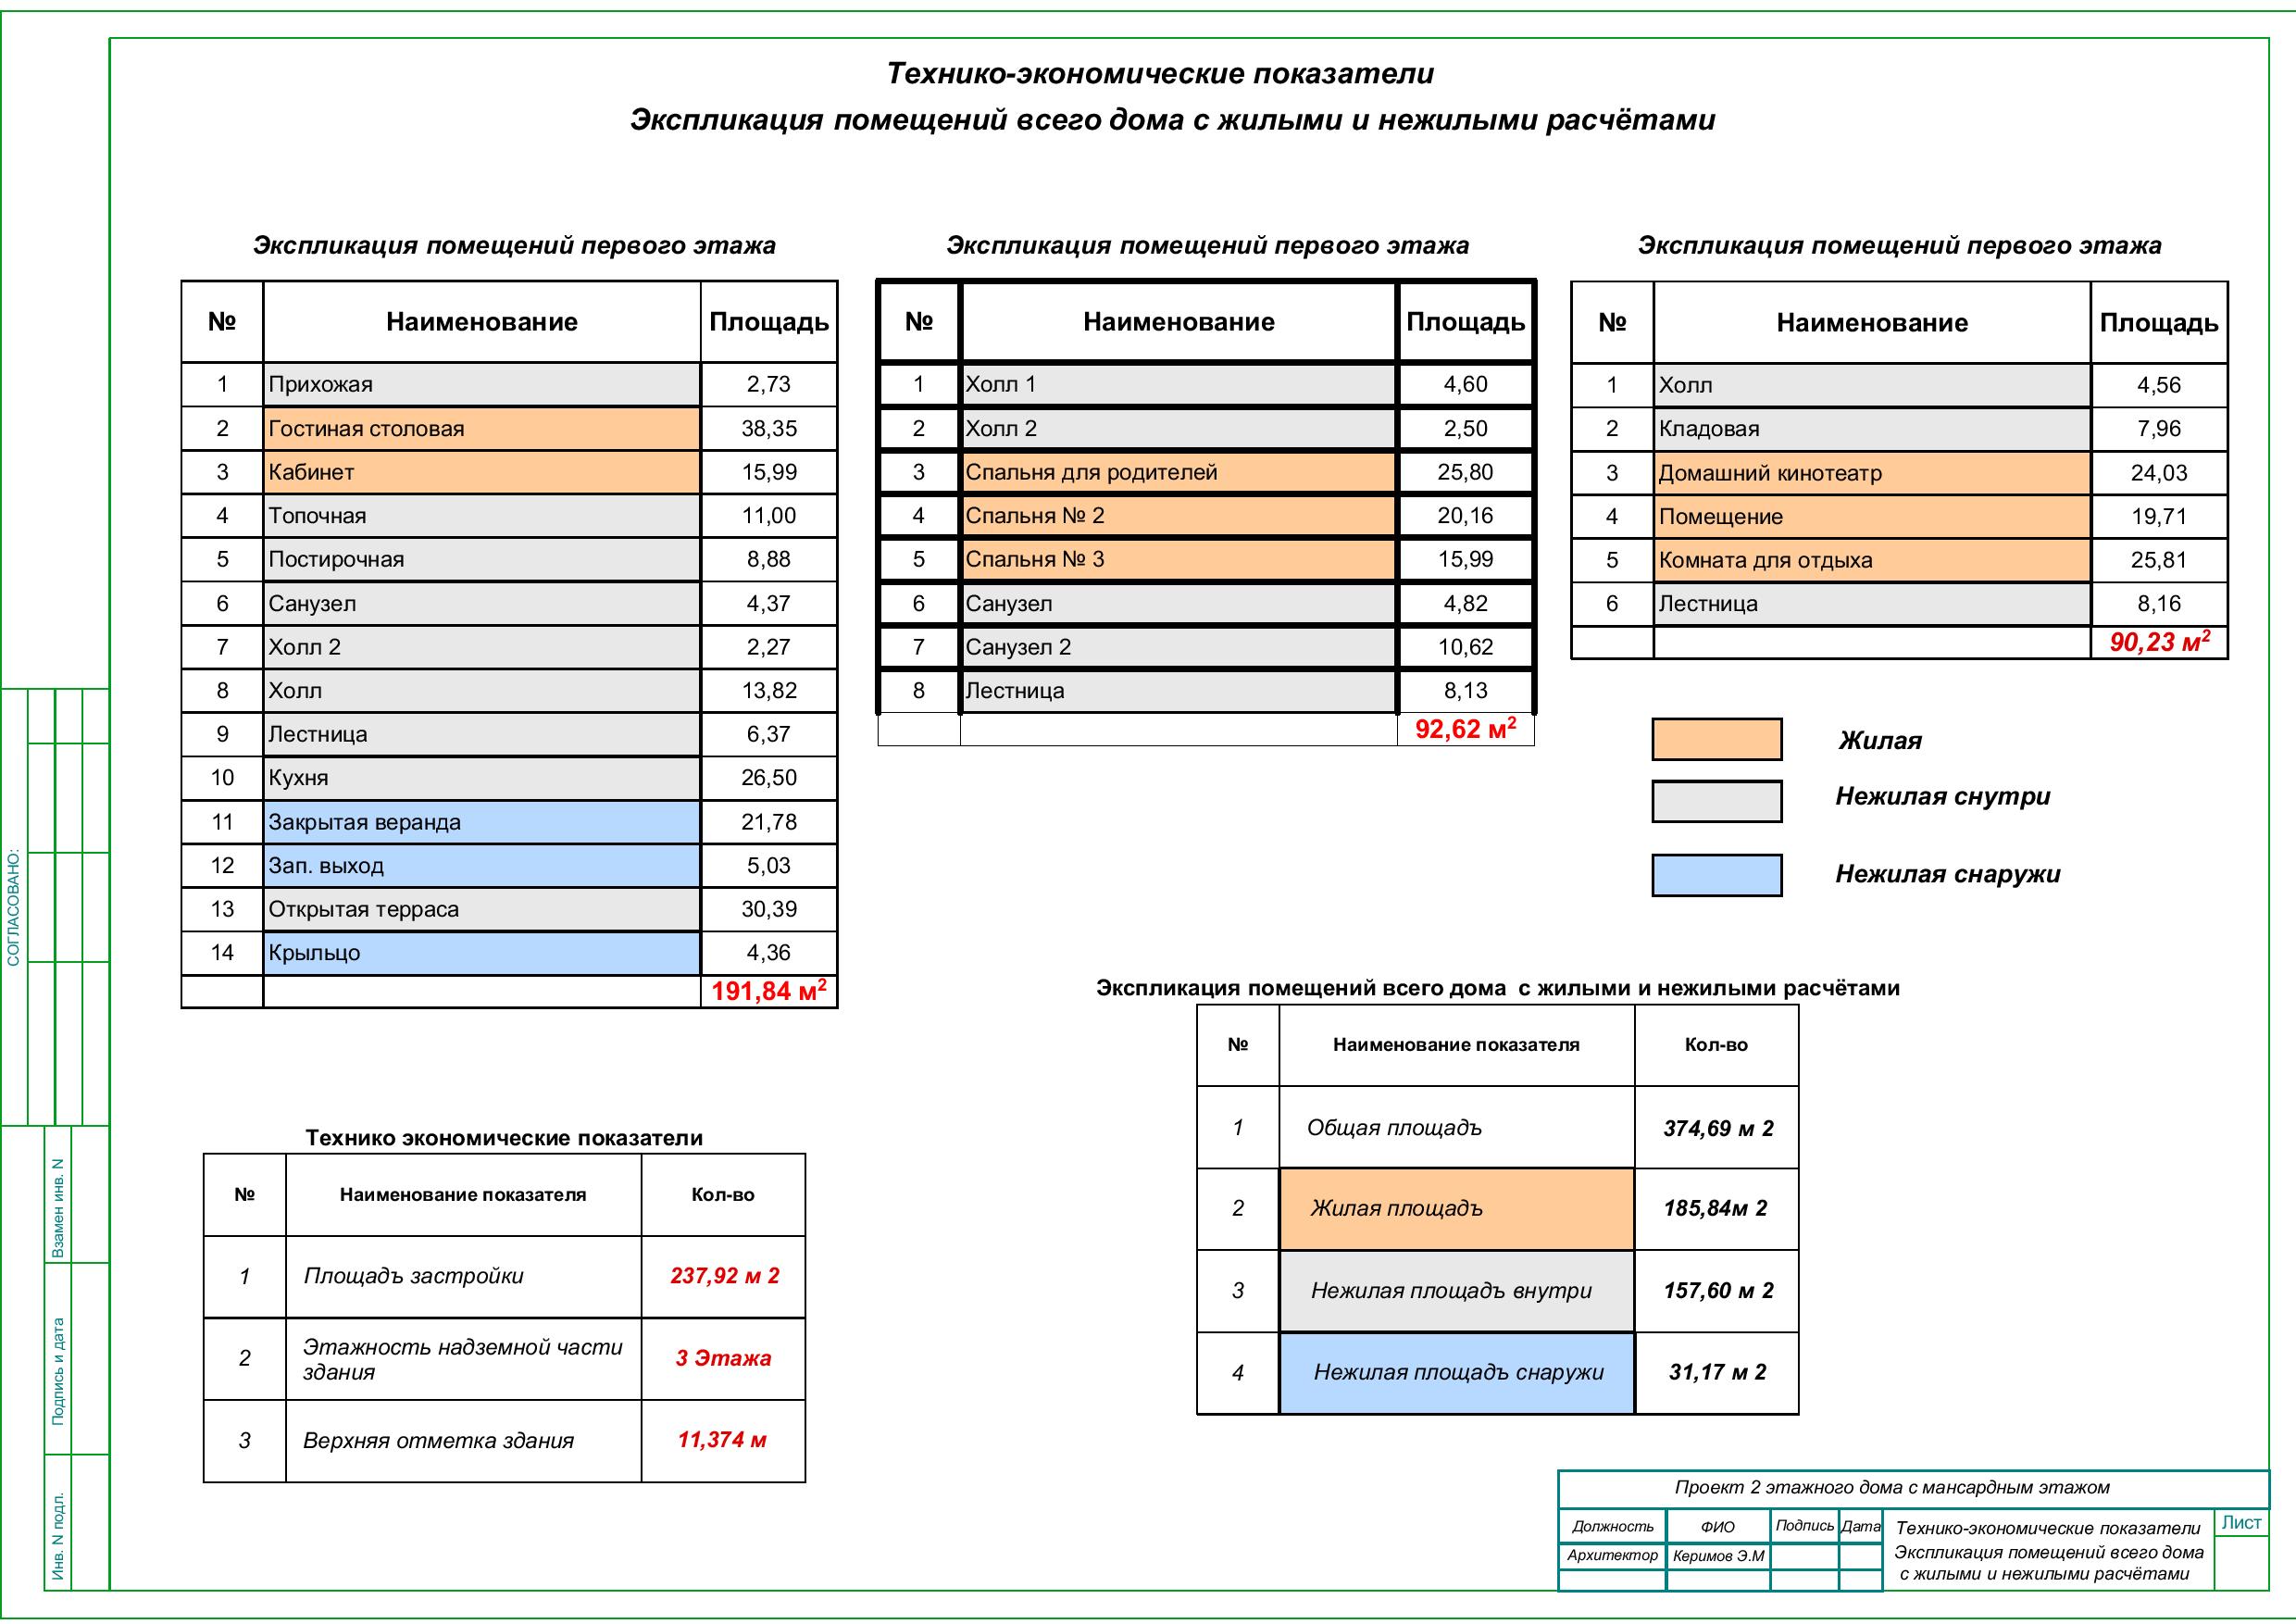 Технико-экономические показатели
Экспликация помещений всего дома с жилыми и нежилыми расчётами
Экспликация помещений первого этажа
№ Наименование Площадь
1 Прихожая 2,73
2 Гостиная столовая 38,35
3 Кабинет 15,99
4 Топочная 11,00
5 Постирочная 8,88
6 Санузел 4,37
7 Холл 2 2,27
8 Холл 13,82
9 Лестница 6,37
10 Кухня 26,50
11 Закрытая веранда 21,78
12 Зап. выход 5,03
13 Открытая терраса 30,39
14 Крыльцо 4,36
191,84 м2
Экспликация помещений первого этажа
№ Наименование Площадь
1 Холл 1 4,60
2 Холл 2 2,50
3 Спальня для родителей 25,80
4 Спальня № 2 20,16
5 Спальня № 3 15,99
6 Санузел 4,82
7 Санузел 2 10,62
8 Лестница 8,13
92,62 м2
Экспликация помещений первого этажа
№ Наименование Площадь
1 Холл 4,56
2 Кладовая 7,96
3 Домашний кинотеатр 24,03
4 Помещение 19,71
5 Комната для отдыха 25,81
6 Лестница 8,16
90,23 м2
Жилая
Нежилая снутри
Нежилая снаружи
Экспликация помещений всего дома с жилыми и нежилыми расчётами
№ Наименование показателя Кол-во
1 Общая площадъ 374,69 м 2
2 Жилая площадъ 185,84м 2
3 Нежилая площадъ внутри 157,60 м 2
4 Нежилая площадъ снаружи 31,17 м 2
Технико экономические показатели
№ Наименование показателя Кол-во
1 Площадъ застройки 237,92 м 2
2 Этажность надземной части
здания 3 Этажа
3 Верхняя отметка здания 11,374 м
СОГЛАСОВАНО:
Взамен инв. N
Подпись и дата
Инв. N подл.
Проект 2 этажного дома с мансардным этажом
Должность ФИО Подпись Дата
Архитектор Керимов Э.М
Технико-экономические показатели
Экспликация помещений всего дома
с жилыми и нежилыми расчётами
Лист